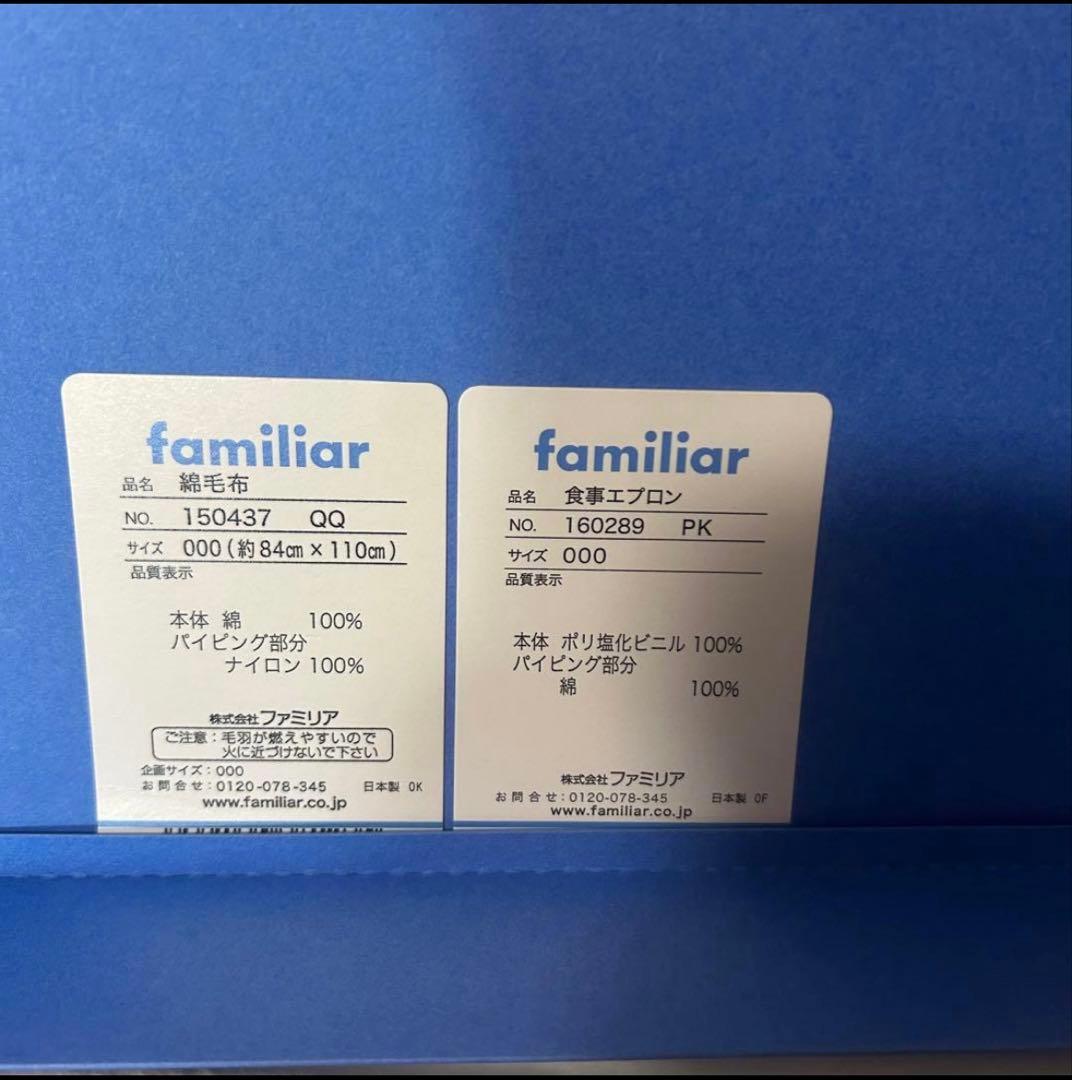 familiar
品名 綿毛布
NO. 150437 QQ
サイズ 000(約84㎝×110㎝)
品質表示
本体 綿 100%
パイピング部分
ナイロン 100%
株式会社ファミリア
ご注意:毛羽が燃えやすいので
火に近づけないで下さい
企画サイズ:000
お問合せ:0120-078-345 日本製 0K
www.familiar.co.jp
familiar
品名 食事エプロン
NO. 160289 PK
サイズ 000
品質表示
本体 ポリ塩化ビニル 100%
パイピング部分
綿 100%
株式会社ファミリア
お問合せ:0120-078-345 日本製 0F
www.familiar.co.jp